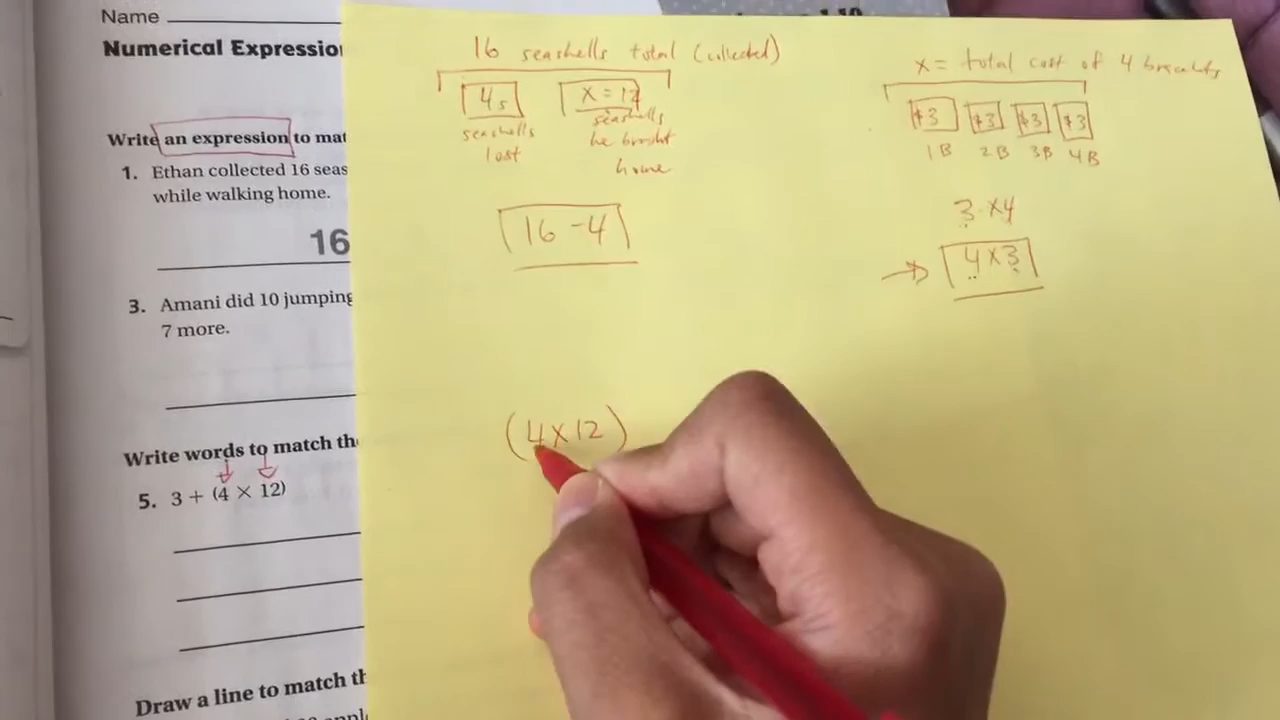 Name
Numerical Expressio
Write an expression to mat
1. Ethan collected 16 seas
while walking home.
16
3. Amani did 10 jumping
7 more.
Write words to match th
5. 3 + (4 × 12)
Draw a line to match th
16 seashells total (collected)
4s x = 12
seashells lost
seashells he brought home
16 - 4
x = total cost of 4 bracelets
$3 $3 $3 $3
1B 2B 3B 4B
3 × 4
→ 4 × 3
(4 × 12)